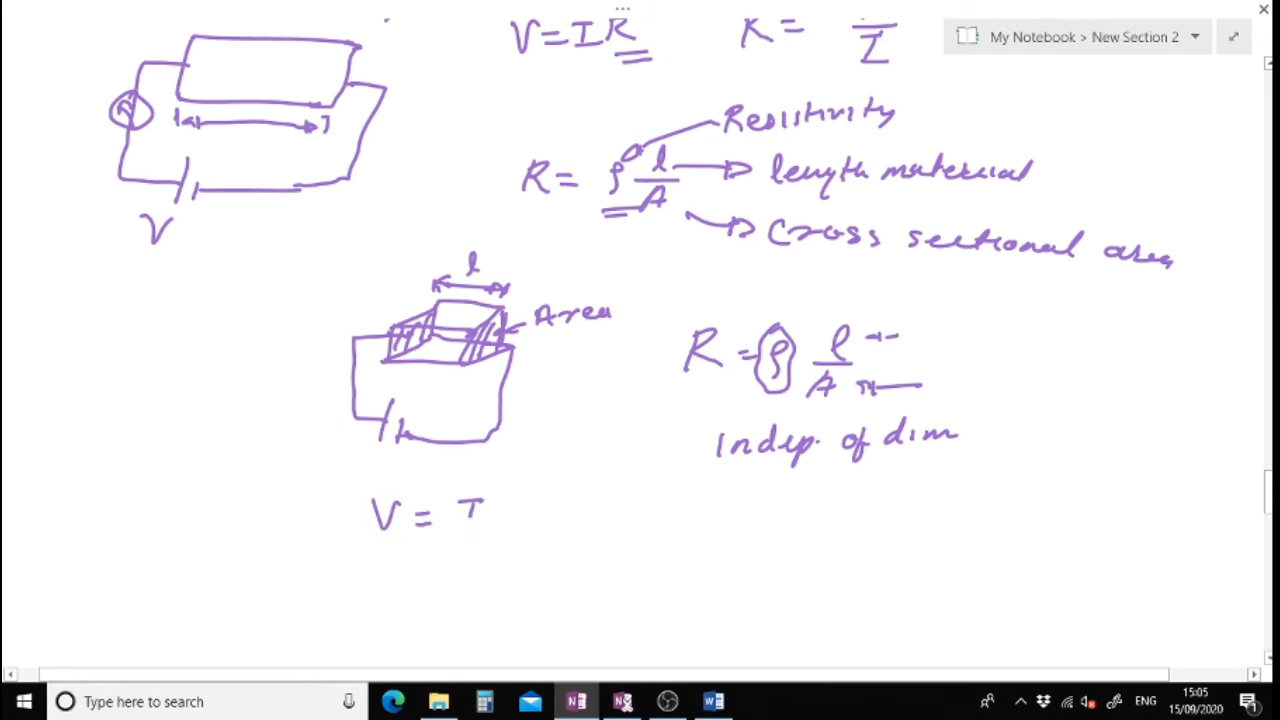 V = I R
R = — I
My Notebook > New Section 2
Resistivity
R = ρ l / A
length material
Cross sectional area
V
l
Area
R = ρ l / A
Indep. of dim
V = I
Type here to search
ENG
15:05
15/09/2020
1